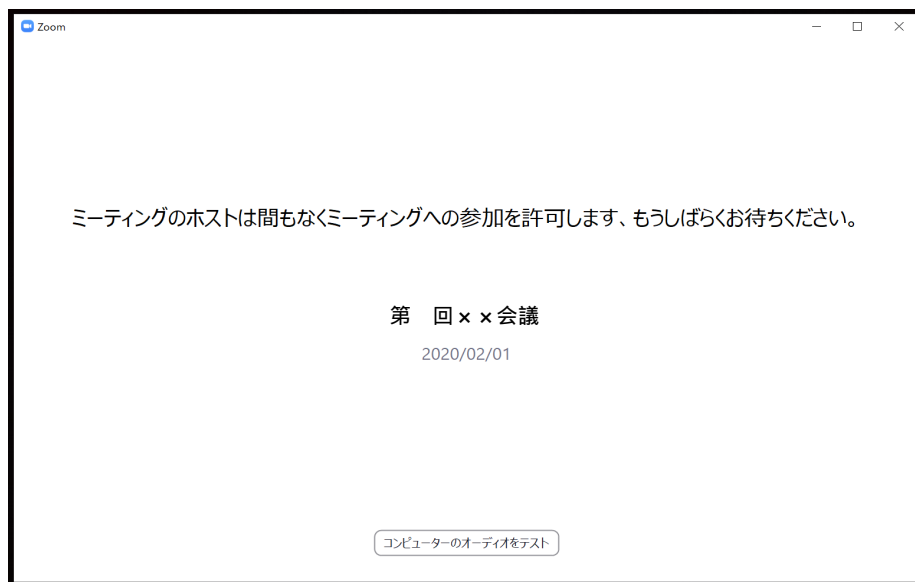 Zoom
ミーティングのホストは間もなくミーティングへの参加を許可します、もうしばらくお待ちください。
第　回××会議
2020/02/01
コンピューターのオーディオをテスト